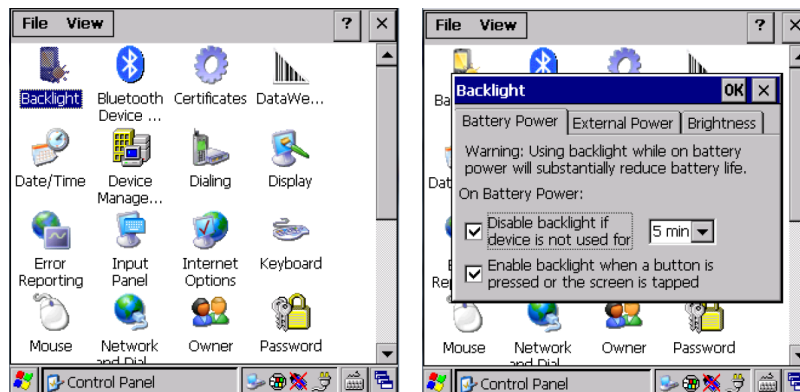 File View ? ×
Backlight Bluetooth Certificates DataWe...
Device ...
Date/Time Device Dialing Display
Manage...
Error Input Internet Keyboard
Reporting Panel Options
Mouse Network Owner Password
and Dial
Control Panel
File View ? ×
Ba
Backlight OK ×
Battery Power External Power Brightness
Warning: Using backlight while on battery
power will substantially reduce battery life.
Dat
On Battery Power:
Disable backlight if
device is not used for 5 min
Enable backlight when a button is
pressed or the screen is tapped
E
Rep
Mouse Network Owner Password
and Dial
Control Panel